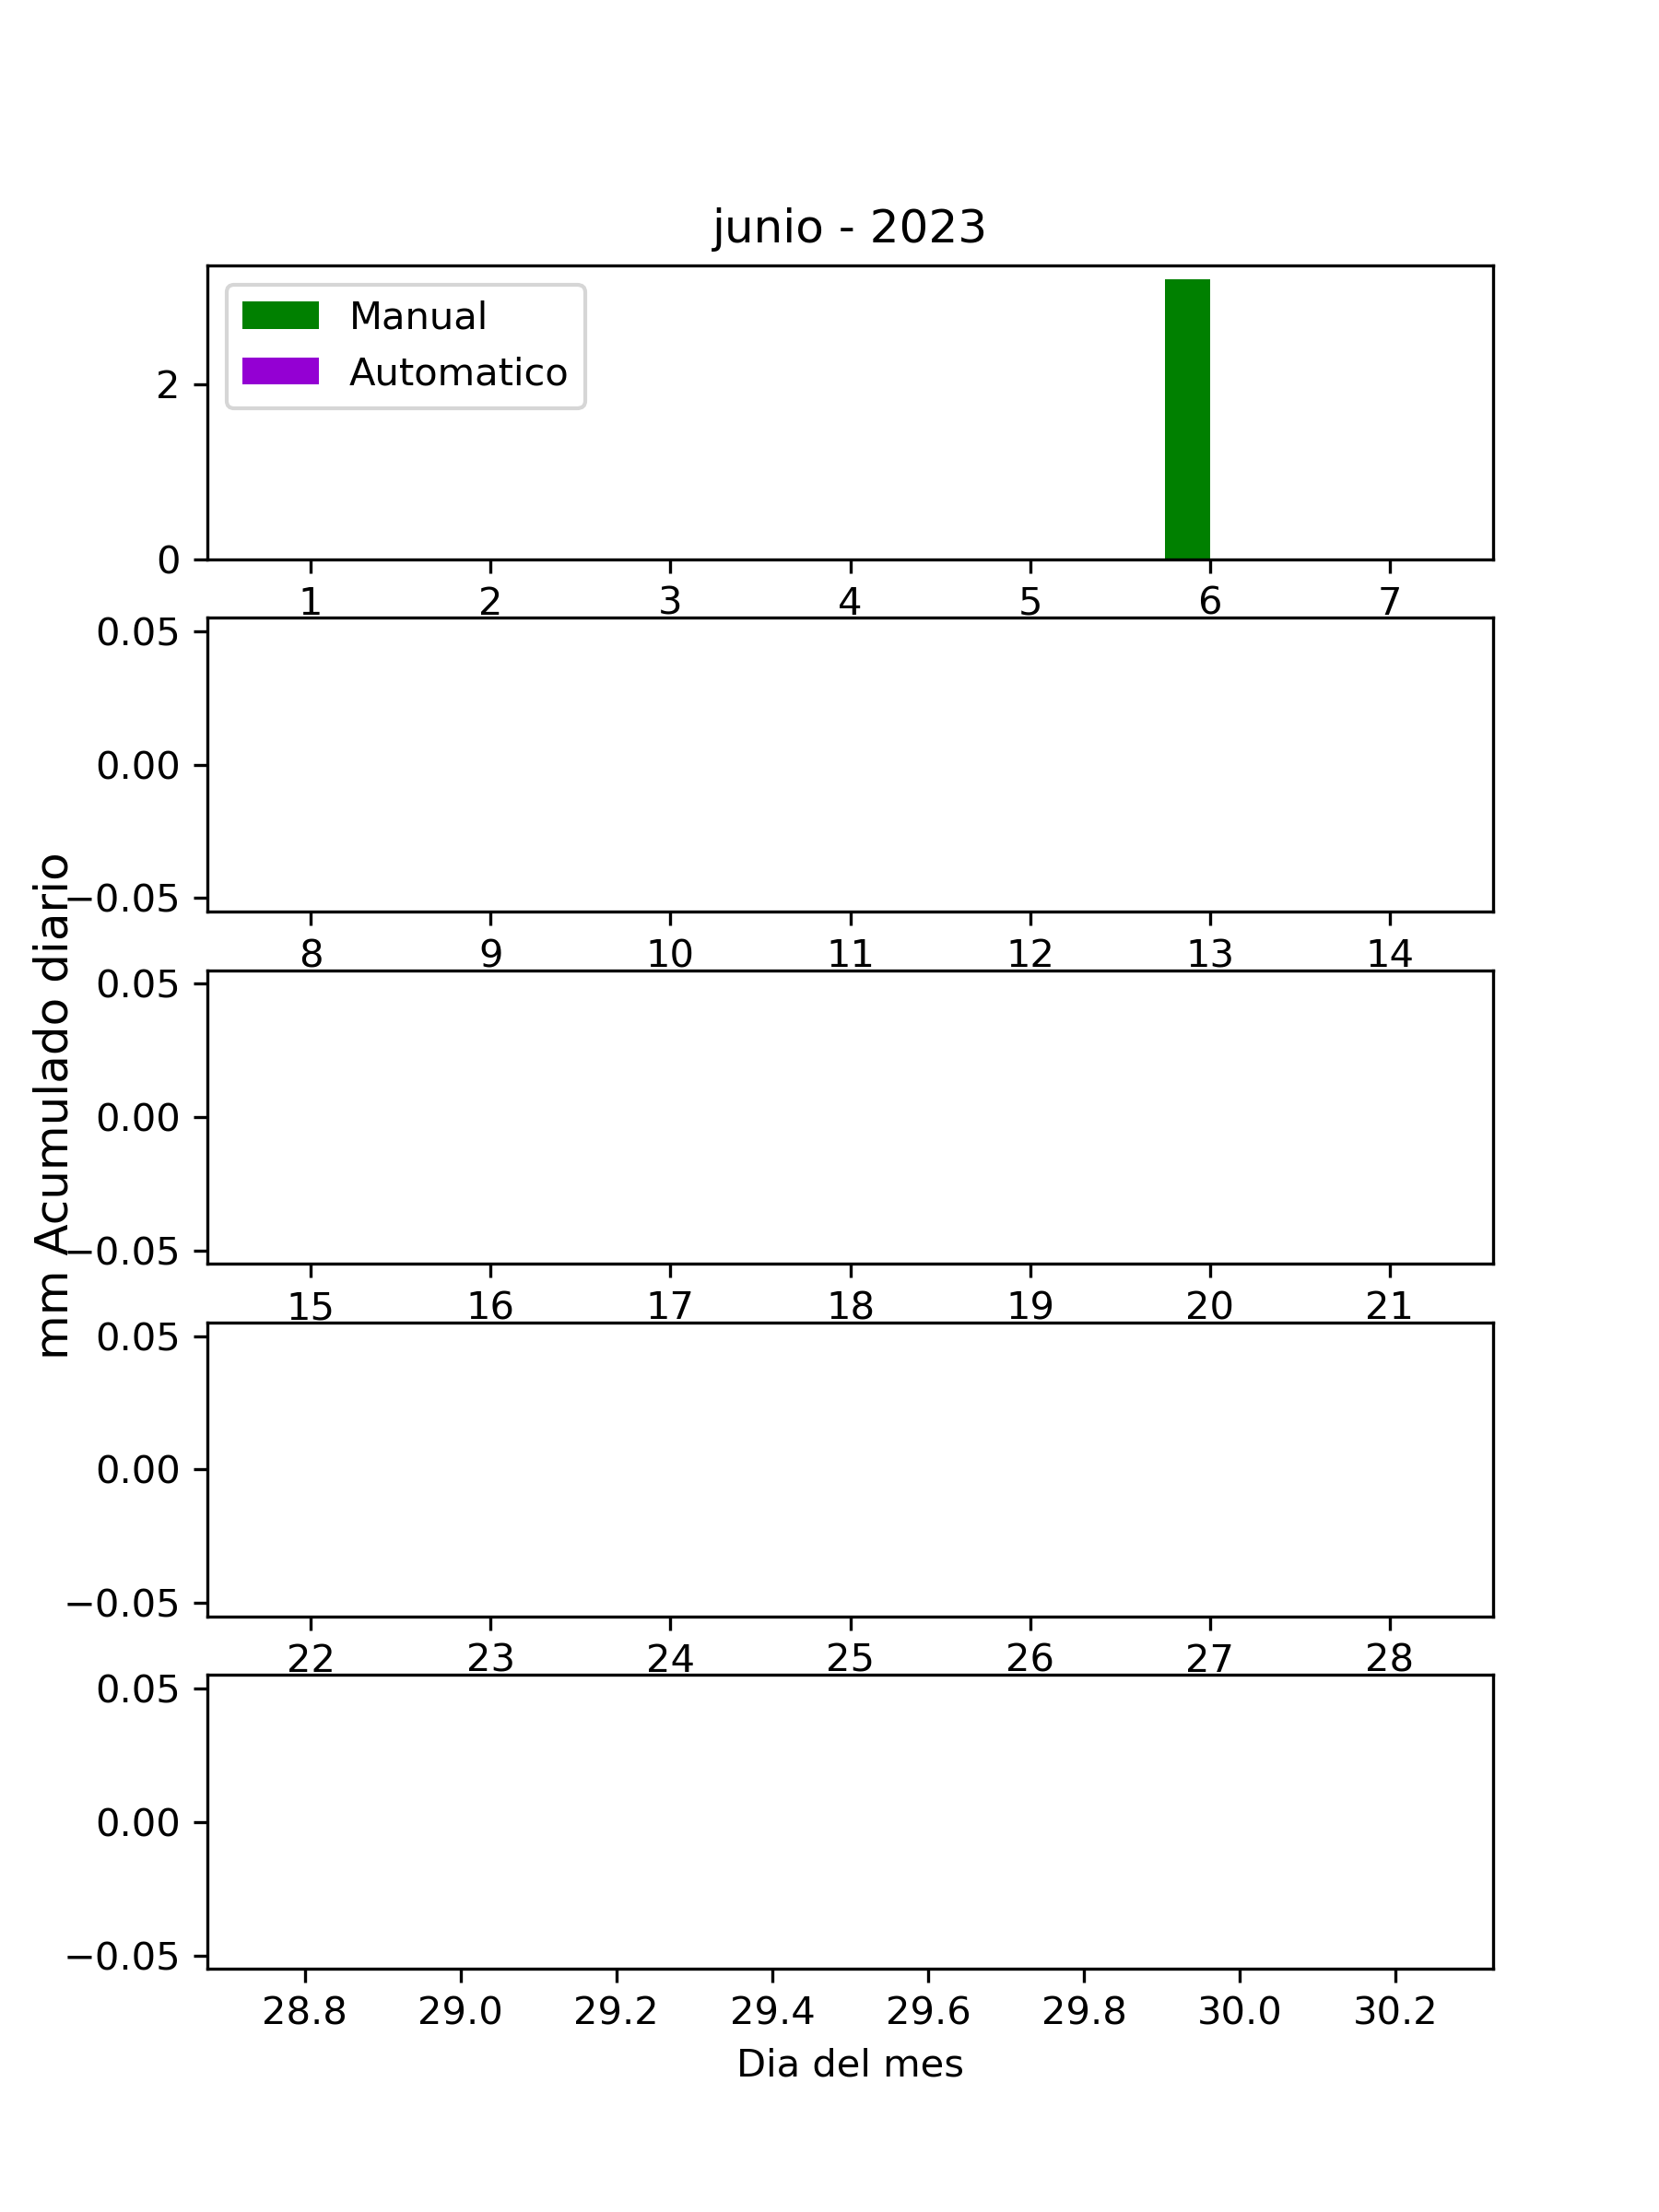 junio - 2023
Manual
Automatico
2
0
1 2 3 4 5 6 7
0.05
0.00
−0.05
8 9 10 11 12 13 14
mm Acumulado diario
0.05
0.00
−0.05
15 16 17 18 19 20 21
0.05
0.00
−0.05
22 23 24 25 26 27 28
0.05
0.00
−0.05
28.8 29.0 29.2 29.4 29.6 29.8 30.0 30.2
Dia del mes